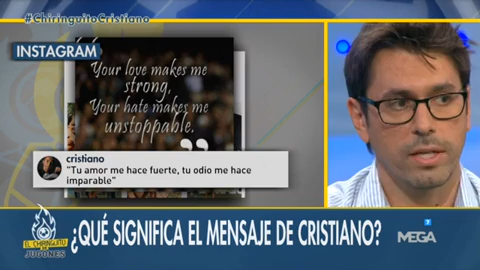 #ChiringuitoCristiano
INSTAGRAM
Your love makes me
strong,
Your hate makes me
unstoppable.
”
cristiano
"Tu amor me hace fuerte, tu odio me hace
imparable"
¿QUÉ SIGNIFICA EL MENSAJE DE CRISTIANO?
EL CHIRINGUITO
DE
JUGONES
MEGA